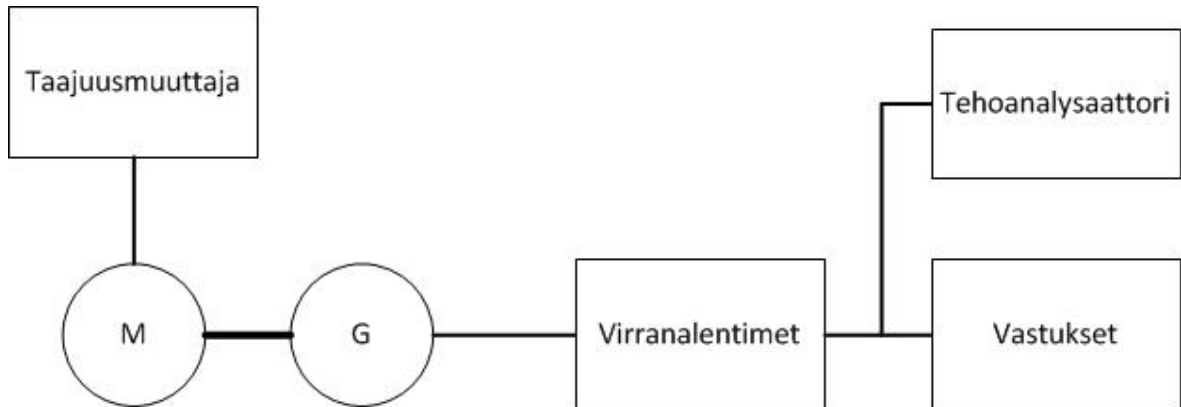 Taajuusmuuttaja
Tehoanalysaattori
M
G
Virranalentimet
Vastukset